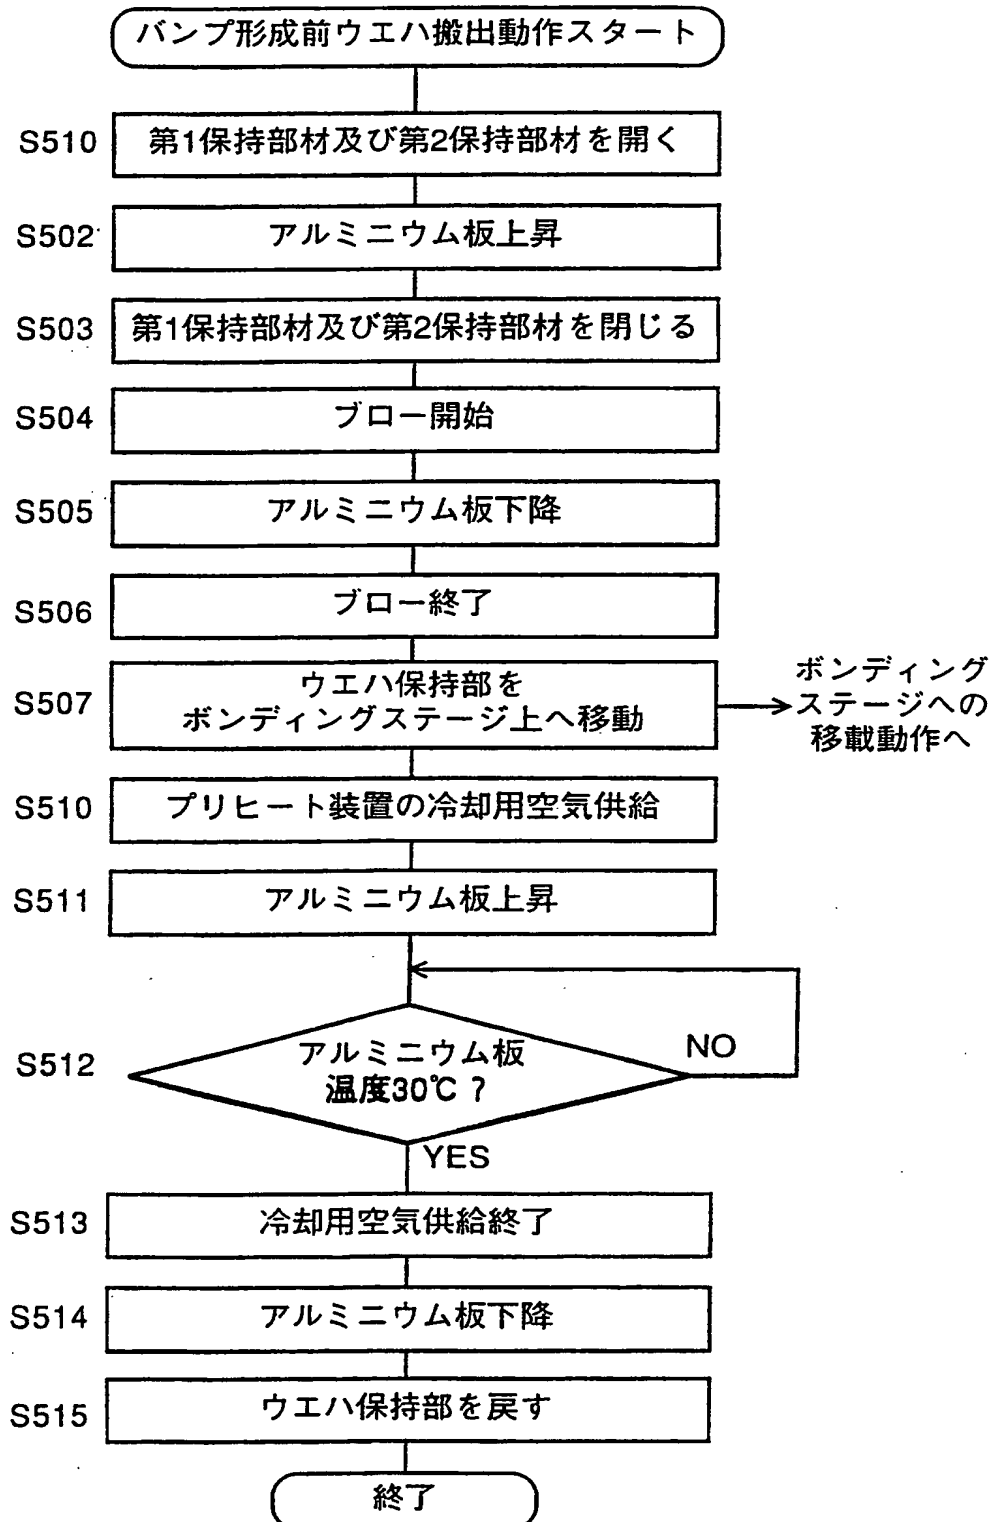 バンプ形成前ウエハ搬出動作スタート
S510 第1保持部材及び第2保持部材を開く
S502 アルミニウム板上昇
S503 第1保持部材及び第2保持部材を閉じる
S504 ブロー開始
S505 アルミニウム板下降
S506 ブロー終了
S507 ウエハ保持部を
ボンディングステージ上へ移動
ボンディング
ステージへの
移載動作へ
S510 プリヒート装置の冷却用空気供給
S511 アルミニウム板上昇
S512 アルミニウム板
温度30℃?
NO
YES
S513 冷却用空気供給終了
S514 アルミニウム板下降
S515 ウエハ保持部を戻す
終了